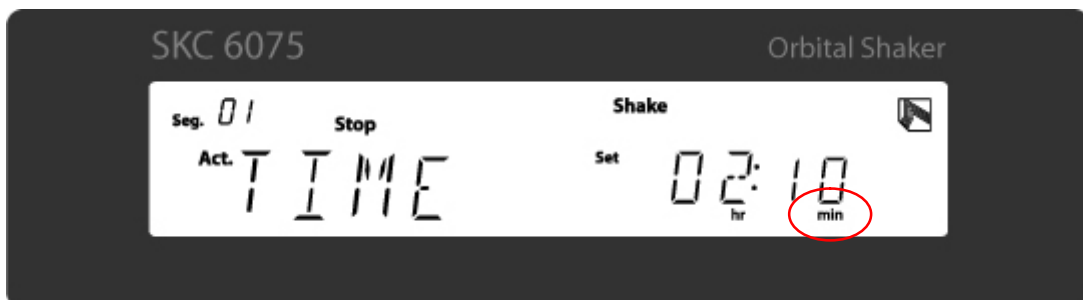 SKC 6075 Orbital Shaker
Seg. 01 Stop Shake
Act. TIME Set 02:10
hr min